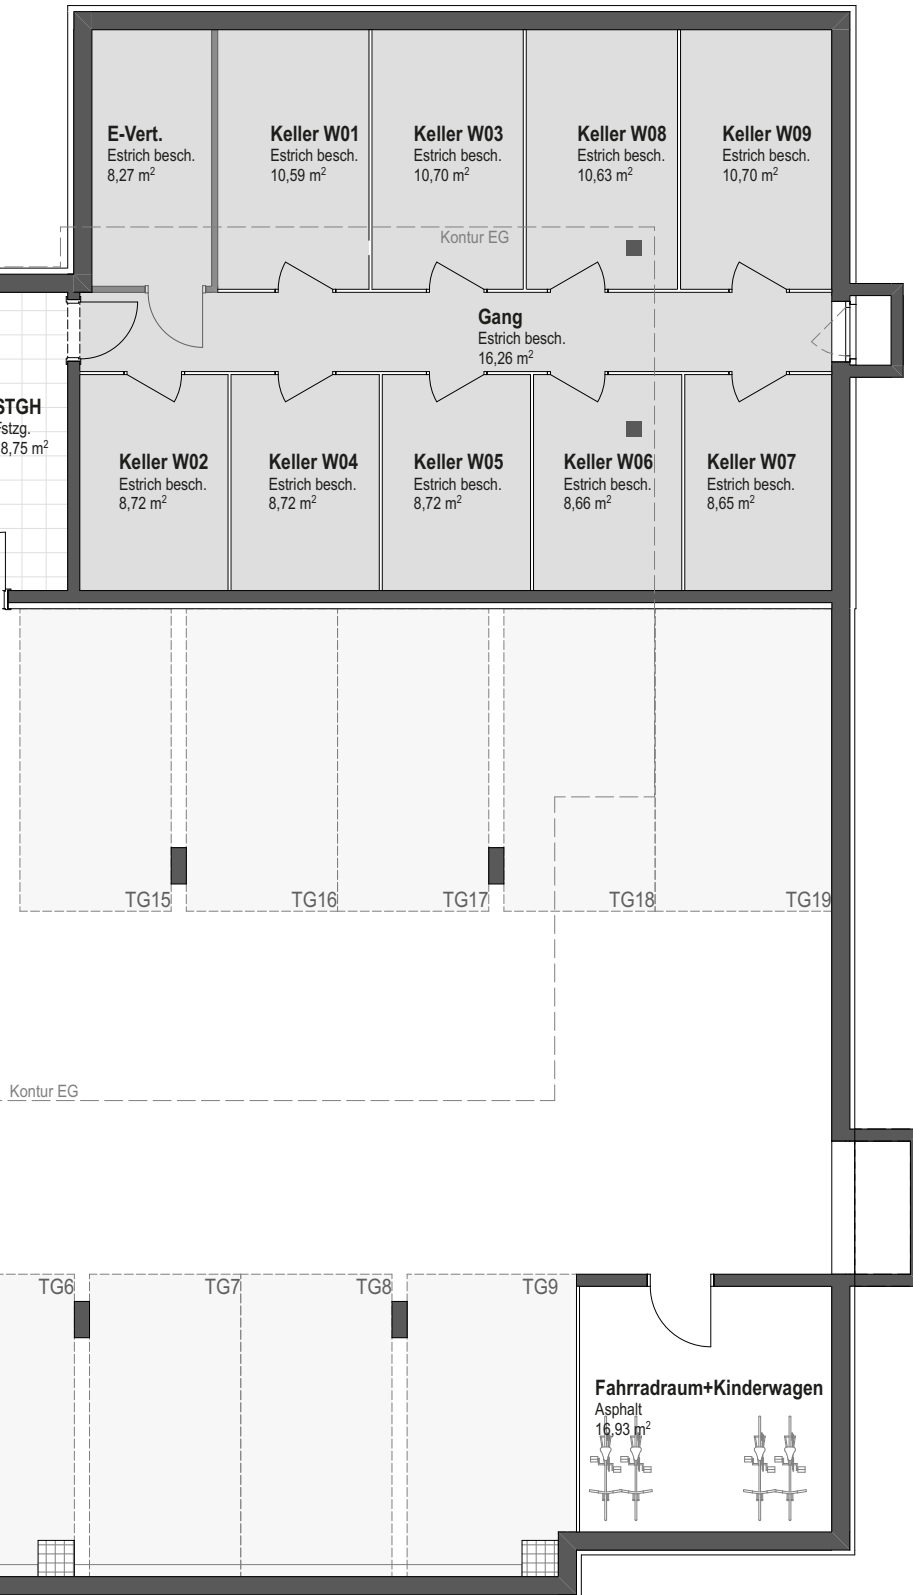 E-Vert.
Estrich besch.
8,27 m²
Keller W01
Estrich besch.
10,59 m²
Keller W03
Estrich besch.
10,70 m²
Keller W08
Estrich besch.
10,63 m²
Keller W09
Estrich besch.
10,70 m²
Kontur EG
Gang
Estrich besch.
16,26 m²
STGH
Fstzg.
8,75 m²
Keller W02
Estrich besch.
8,72 m²
Keller W04
Estrich besch.
8,72 m²
Keller W05
Estrich besch.
8,72 m²
Keller W06
Estrich besch.
8,66 m²
Keller W07
Estrich besch.
8,65 m²
TG15
TG16
TG17
TG18
TG19
Kontur EG
TG6
TG7
TG8
TG9
Fahrradraum+Kinderwagen
Asphalt
16,93 m²